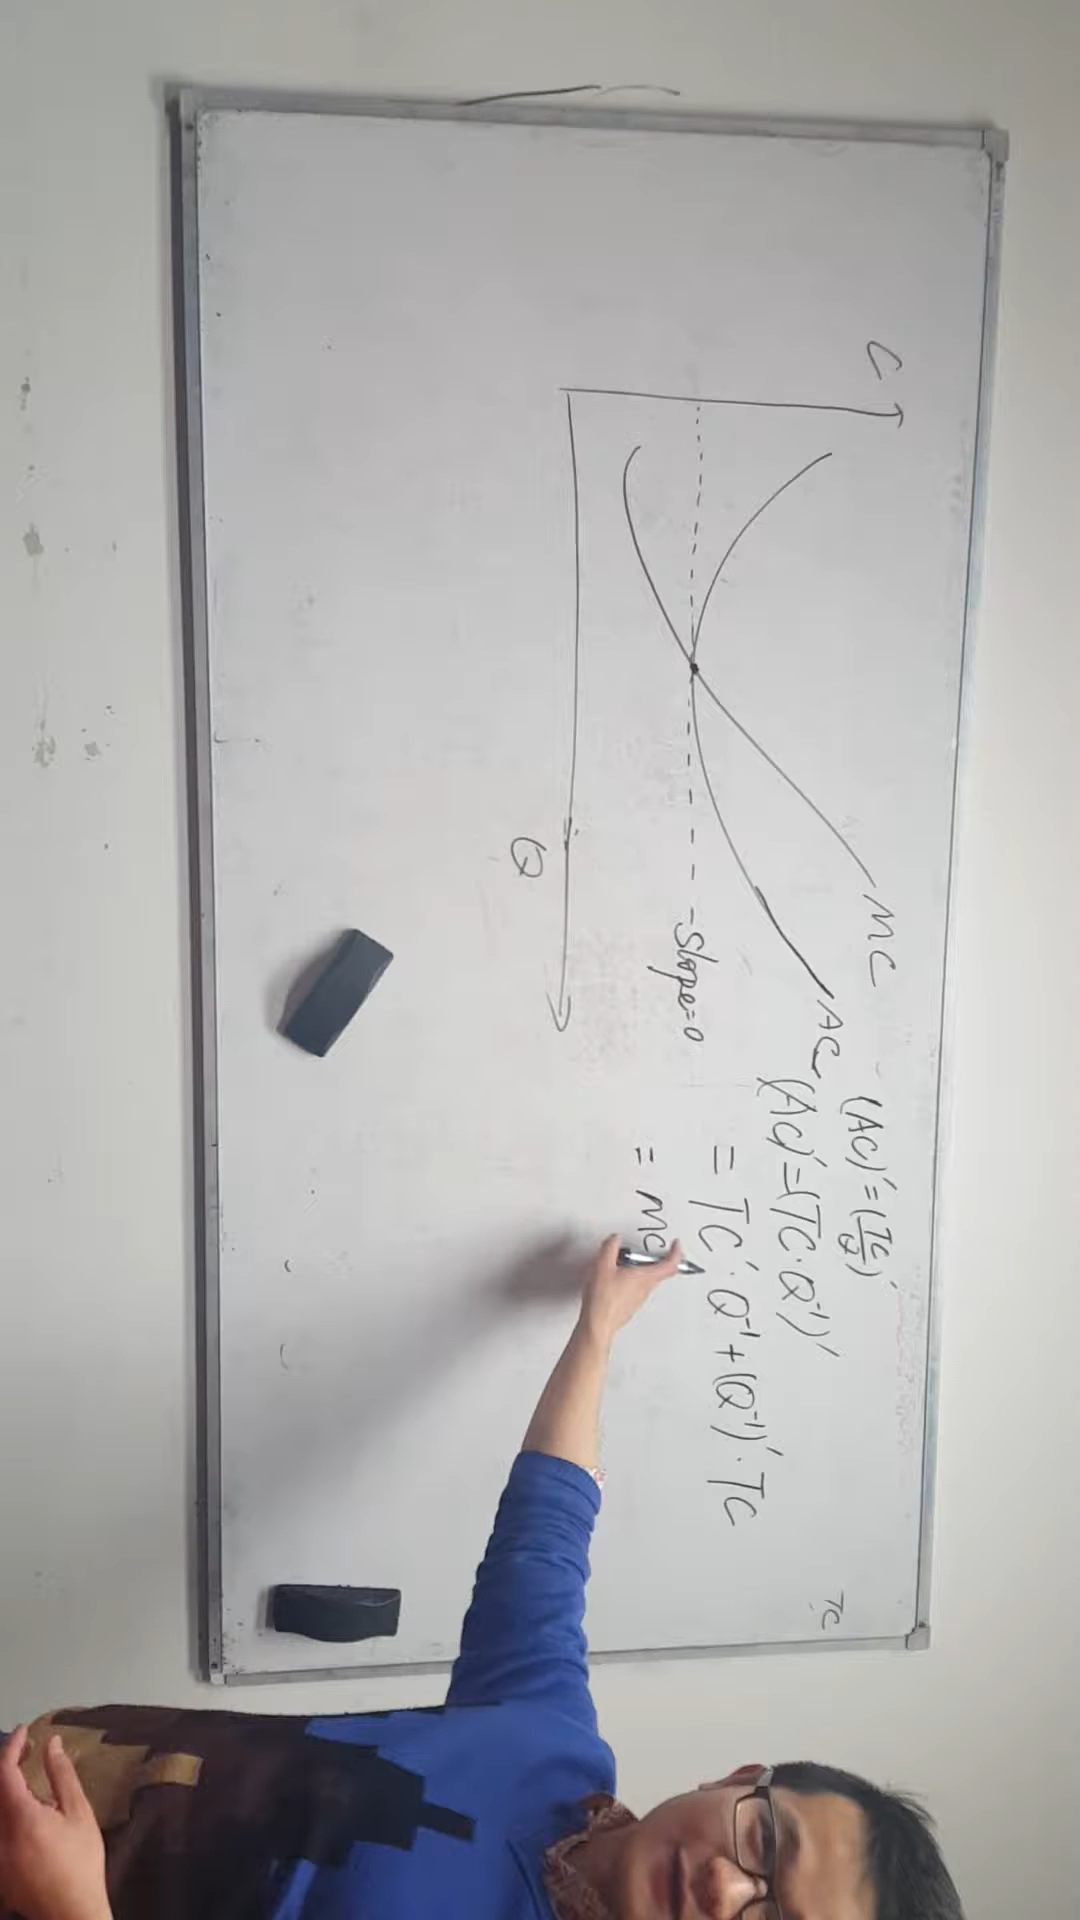 C
MC
AC
-Slope=0
Q
(AC)'=(TC/Q)'
(AC)'=(TC·Q⁻¹)'
= TC'·Q⁻¹+(Q⁻¹)'·TC
= MC
TC